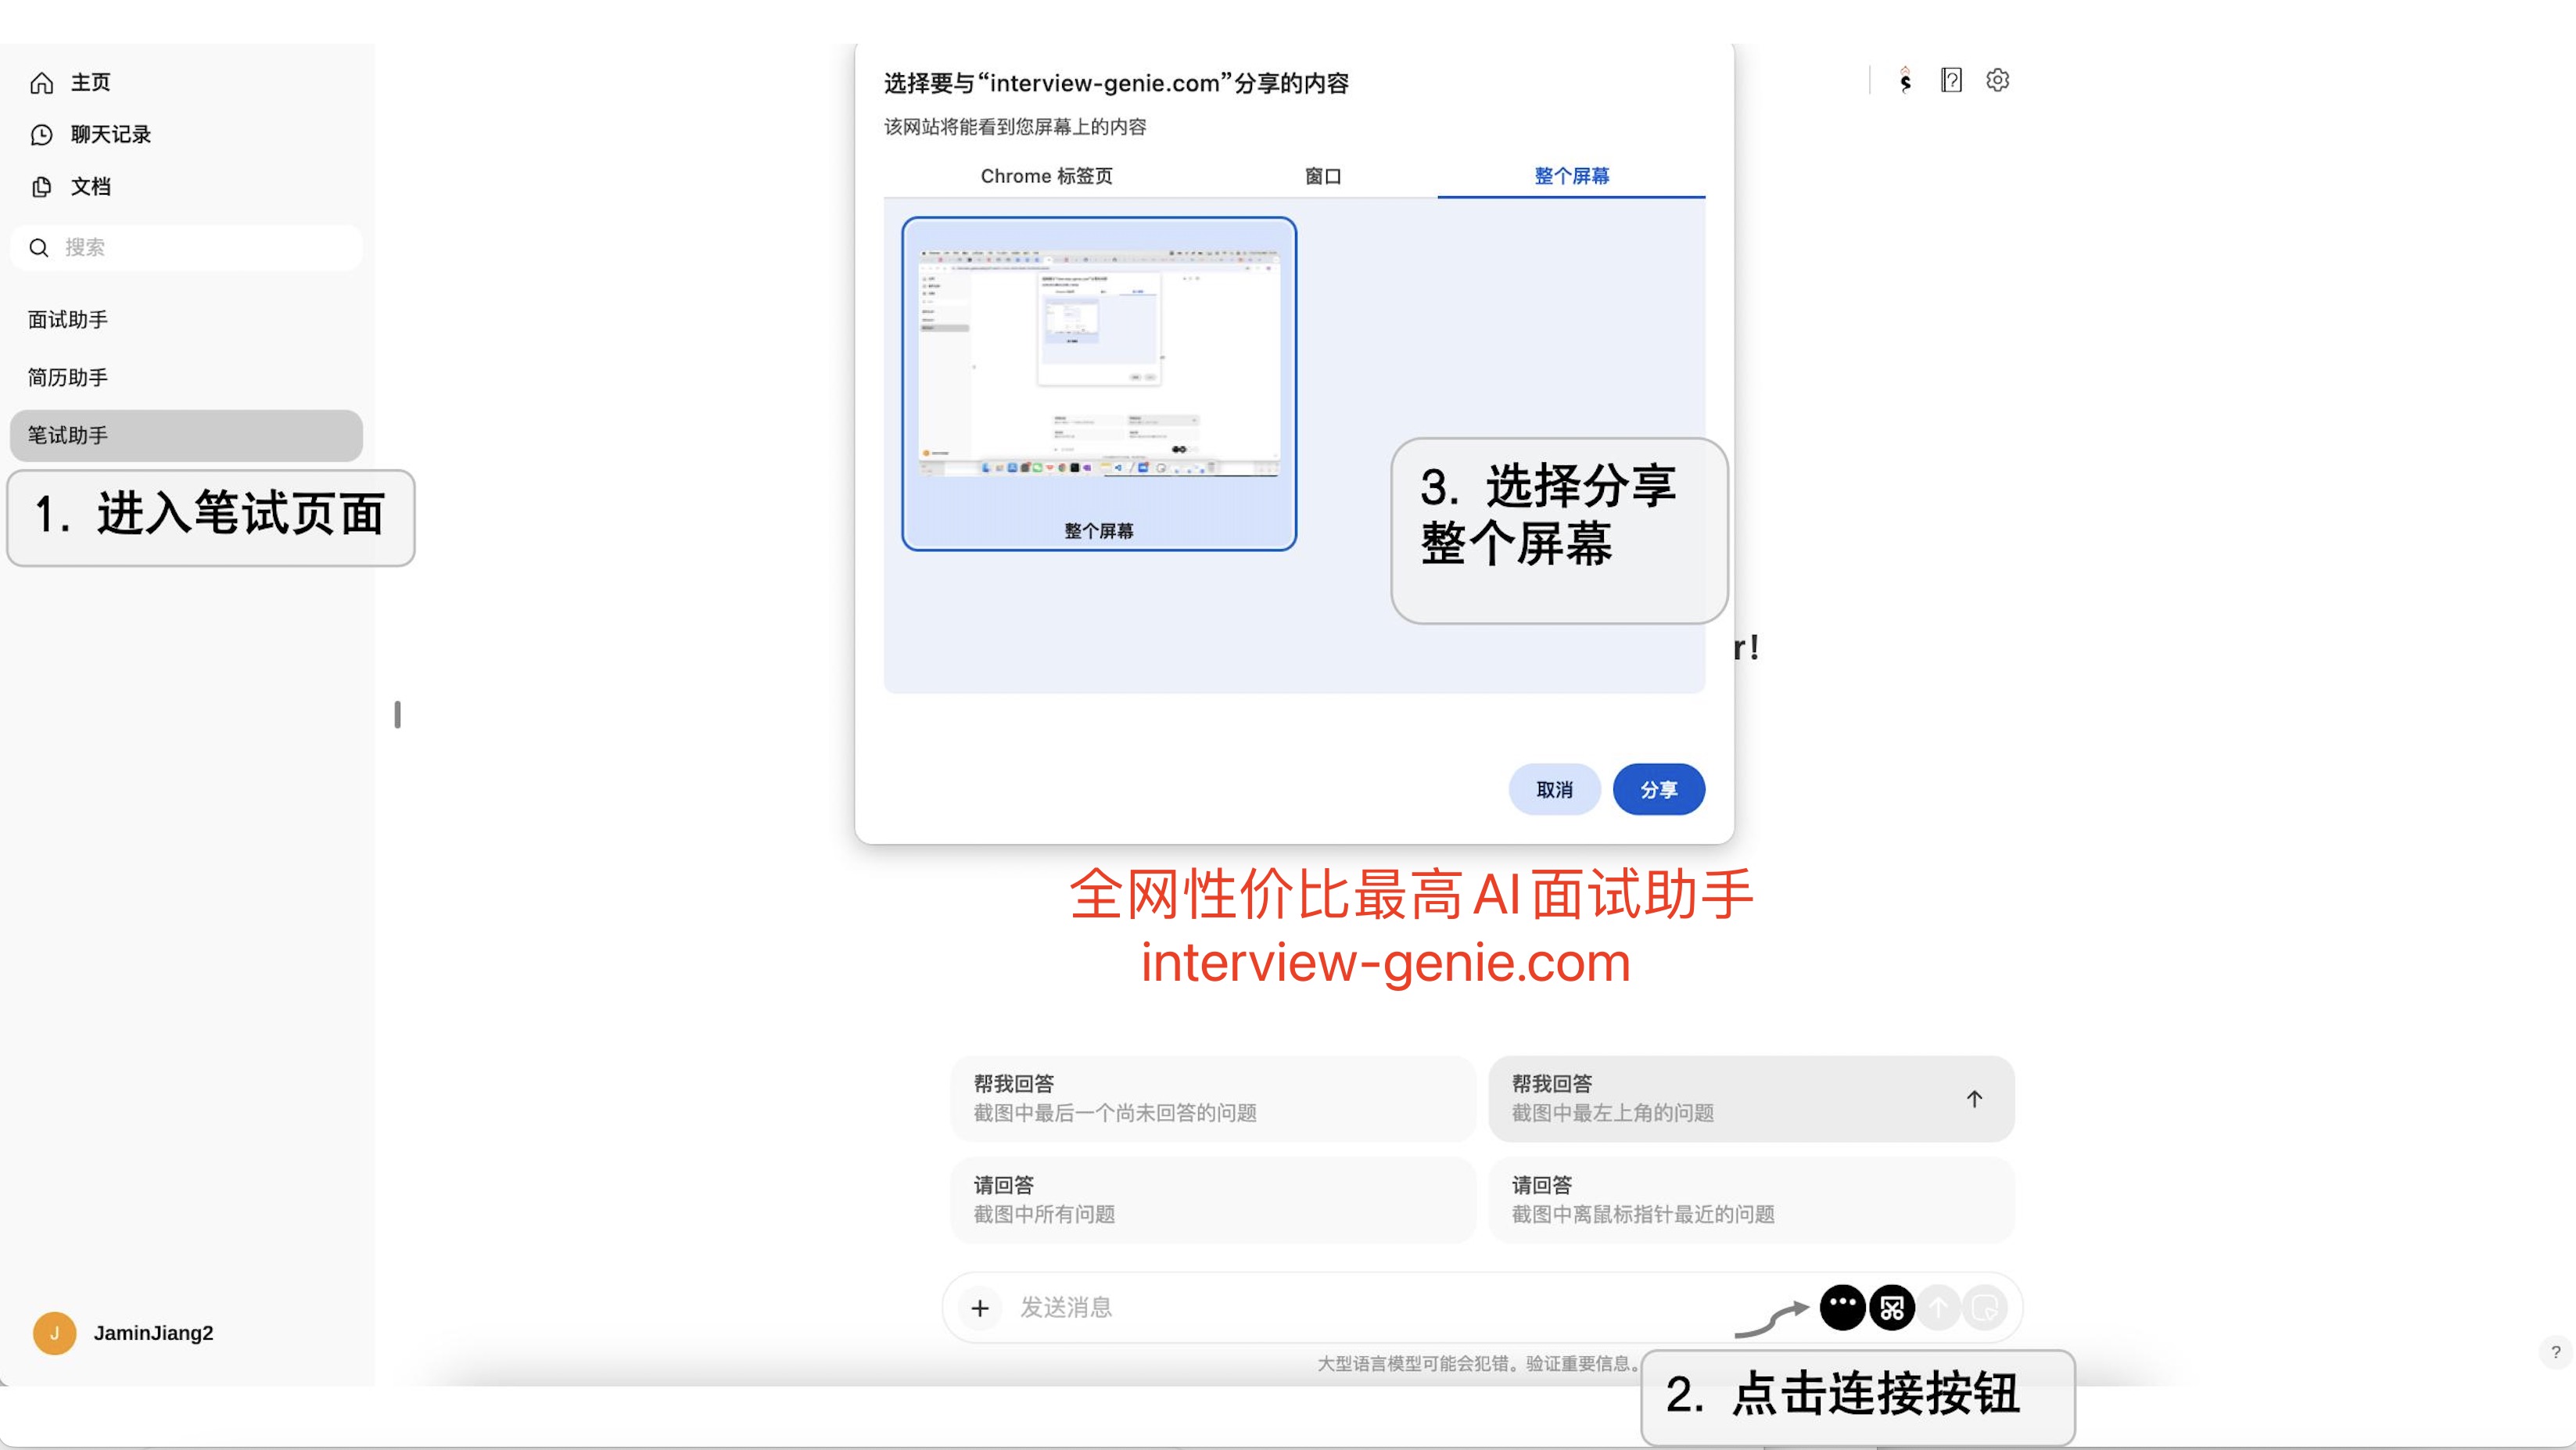 主页
聊天记录
文档
搜索
面试助手
简历助手
笔试助手
1. 进入笔试页面
J
JaminJiang2
选择要与“interview-genie.com”分享的内容
该网站将能看到您屏幕上的内容
Chrome 标签页
窗口
整个屏幕
整个屏幕
3. 选择分享
整个屏幕
r!
取消
分享
全网性价比最高AI面试助手
interview-genie.com
帮我回答
截图中最后一个尚未回答的问题
帮我回答
截图中最左上角的问题
请回答
截图中所有问题
请回答
截图中离鼠标指针最近的问题
发送消息
大型语言模型可能会犯错。验证重要信息。
2. 点击连接按钮
?